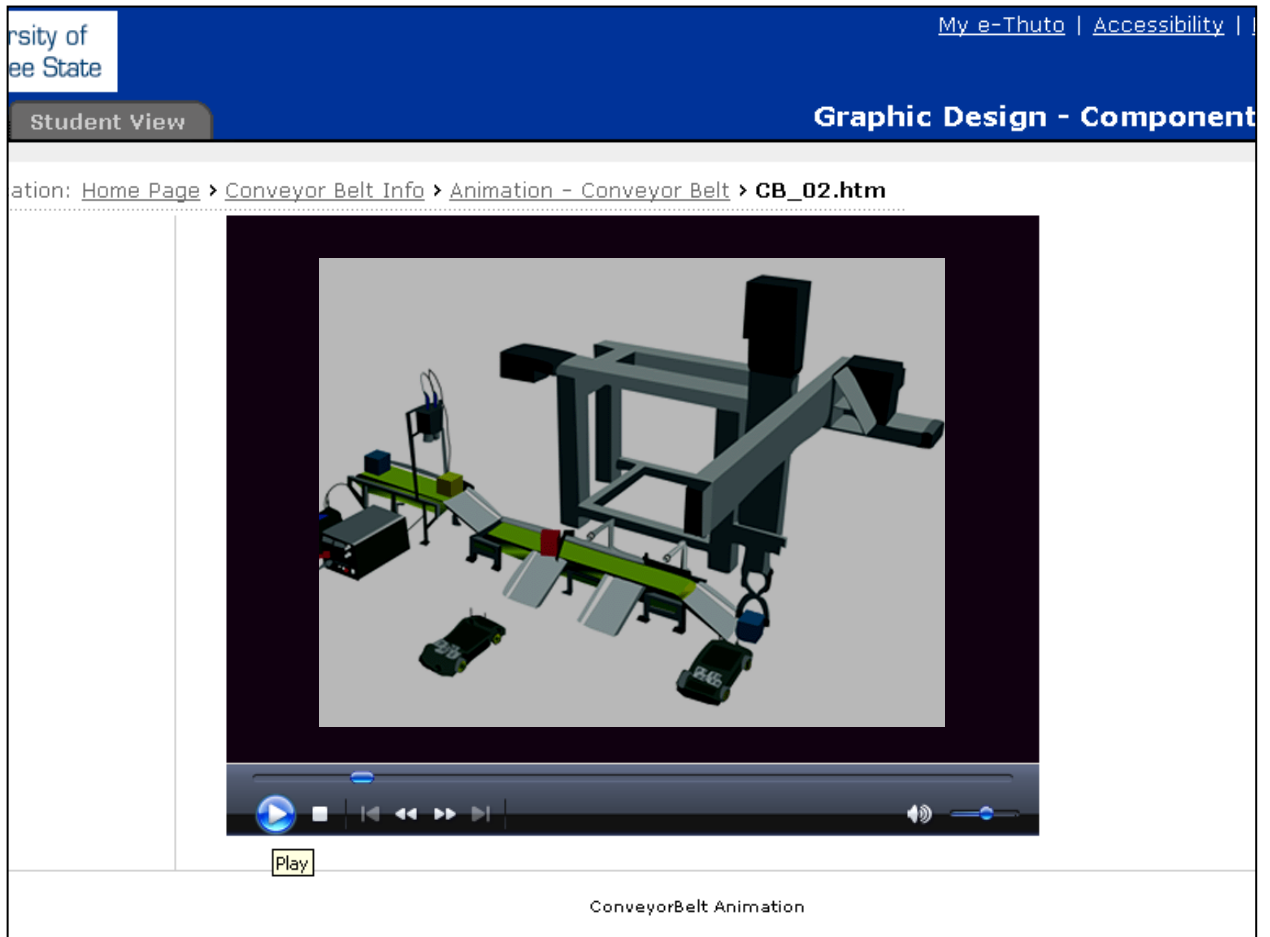 rsity of
ee State
My e-Thuto | Accessibility |
Student View
Graphic Design - Component
ation: Home Page > Conveyor Belt Info > Animation - Conveyor Belt > CB_02.htm
Play
ConveyorBelt Animation